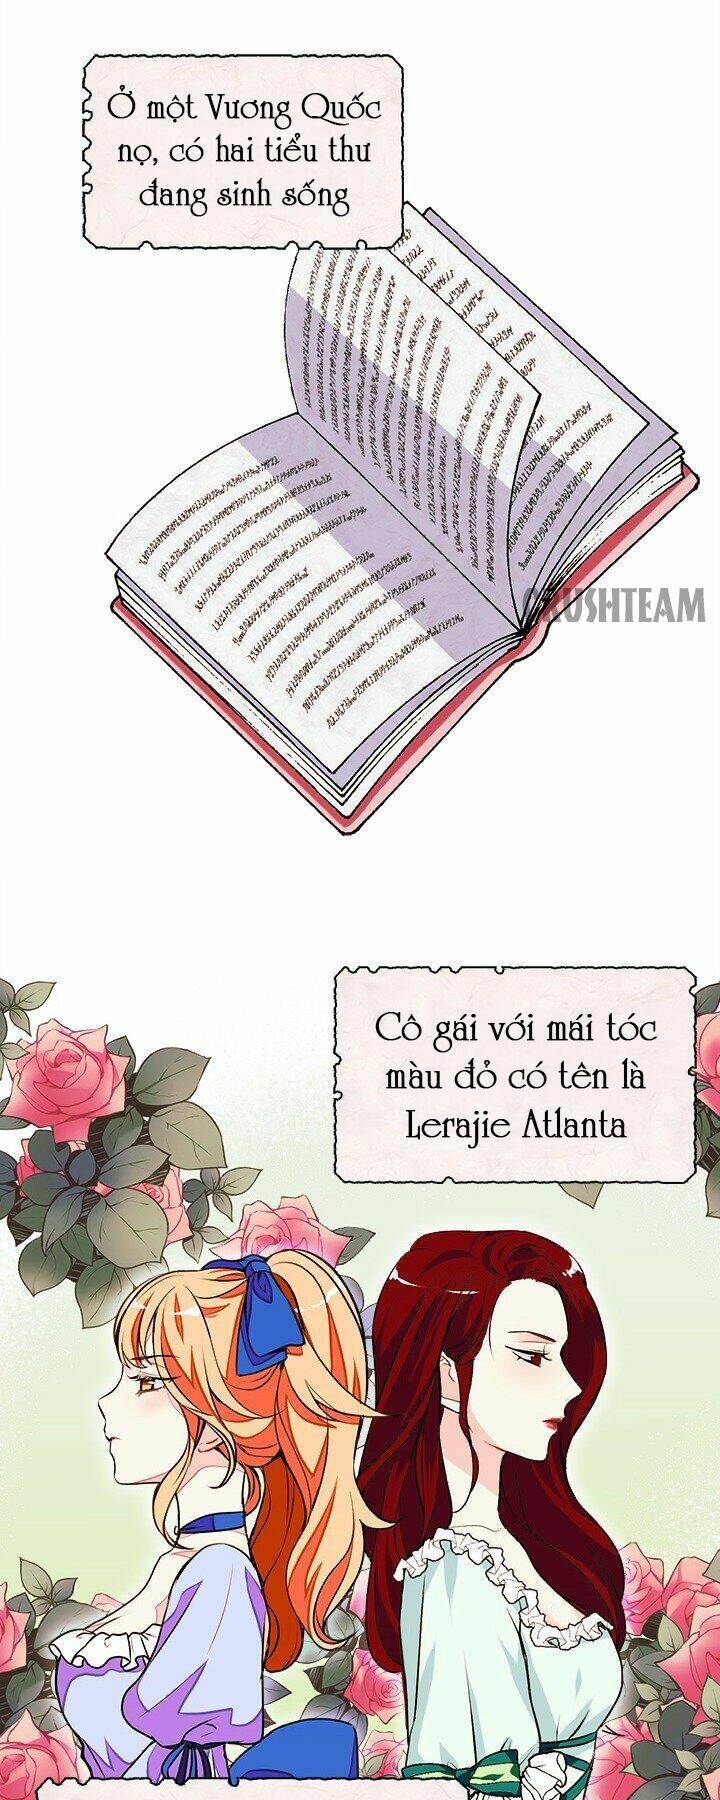 Ở một Vương Quốc
nọ, có hai tiểu thư
đang sinh sống
CRUSHTEAM
Cô gái với mái tóc
màu đỏ có tên là
Lerajie Atlanta